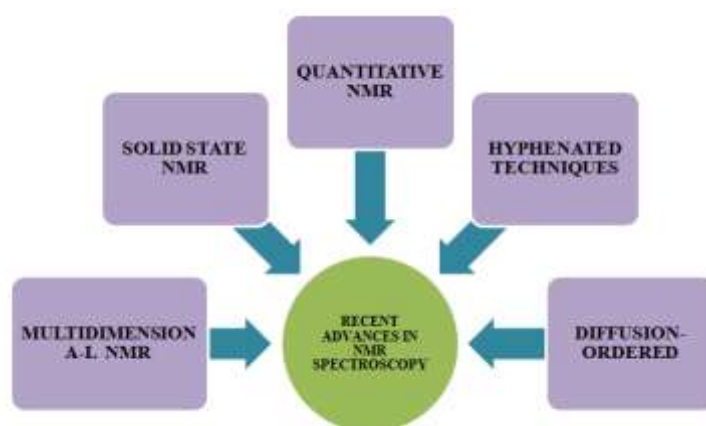 QUANTITATIVE
NMR
SOLID STATE
NMR
HYPHENATED
TECHNIQUES
MULTIDIMENSION
A-L NMR
RECENT
ADVANCES IN
NMR
SPECTROSCOPY
DIFFUSION-
ORDERED